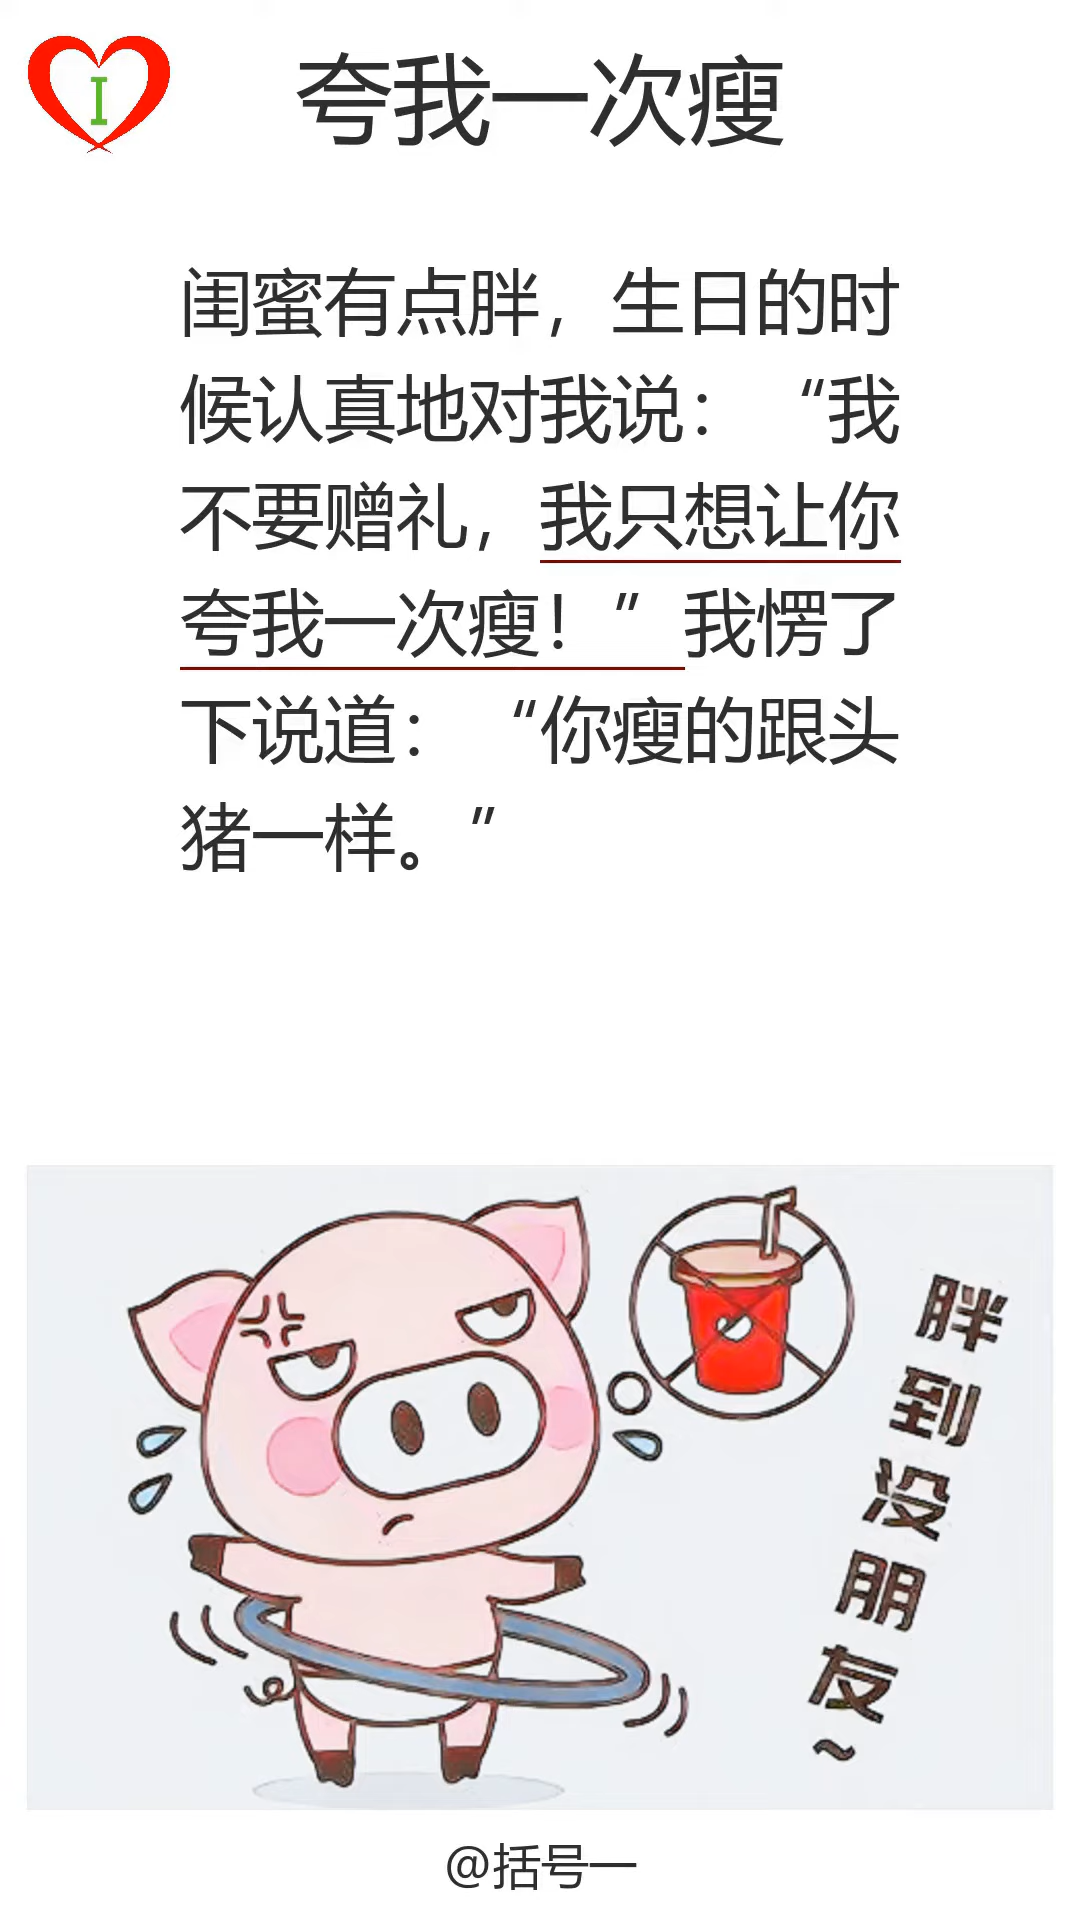 I
夸我一次瘦
闺蜜有点胖，生日的时
候认真地对我说：“我
不要赠礼，我只想让你
夸我一次瘦！”我愣了
下说道：“你瘦的跟头
猪一样。”
胖到没朋友~
@括号一